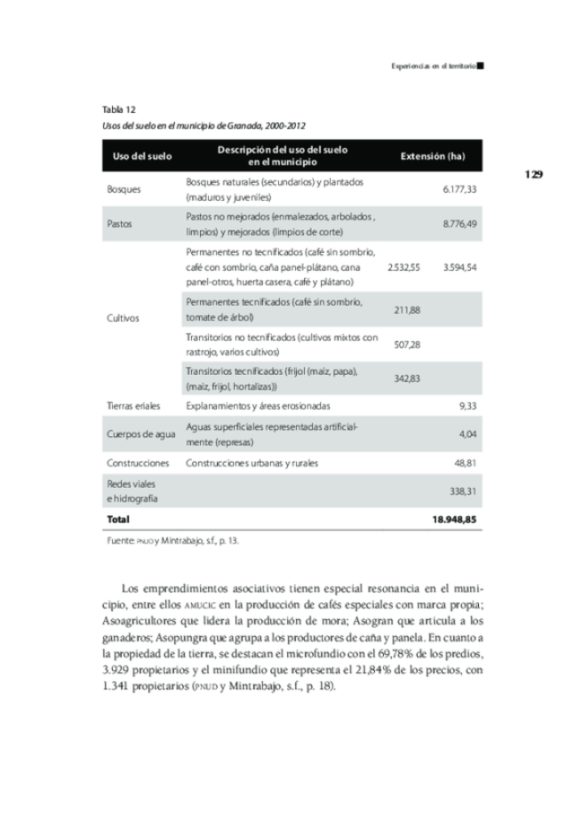 Experiencias en el territorio
129
Tabla 12
Usos del suelo en el municipio de Granada, 2000-2012
Uso del suelo
Descripción del uso del suelo
en el municipio
Extensión (ha)
Bosques
Bosques naturales (secundarios) y plantados
(maduros y juveniles)
6.177,33
Pastos
Pastos no mejorados (enmalezados, arbolados,
limpios) y mejorados (limpios de corte)
8.776,49
Cultivos
Permanentes no tecnificados (café sin sombrío,
café con sombrío, caña panel-plátano, cana
panel-otros, huerta casera, café y plátano)
2.532,55 3.594,54
Permanentes tecnificados (café sin sombrío,
tomate de árbol)
211,88
Transitorios no tecnificados (cultivos mixtos con
rastrojo, varios cultivos)
507,28
Transitorios tecnificados (frijol (maíz, papa),
(maíz, frijol, hortalizas))
342,83
Tierras eriales Explanamientos y áreas erosionadas 9,33
Cuerpos de agua
Aguas superficiales representadas artificial-
mente (represas)
4,04
Construcciones Construcciones urbanas y rurales 48,81
Redes viales
e hidrografía
338,31
Total 18.948,85
Fuente: PNUD y Mintrabajo, s.f., p. 13.
Los emprendimientos asociativos tienen especial resonancia en el muni-
cipio, entre ellos AMUCIC en la producción de cafés especiales con marca propia;
Asoagricultores que lidera la producción de mora; Asogran que articula a los
ganaderos; Asopungra que agrupa a los productores de caña y panela. En cuanto a
la propiedad de la tierra, se destacan el microfundio con el 69,78% de los predios,
3.929 propietarios y el minifundio que representa el 21,84% de los precios, con
1.341 propietarios (PNUD y Mintrabajo, s.f., p. 18).